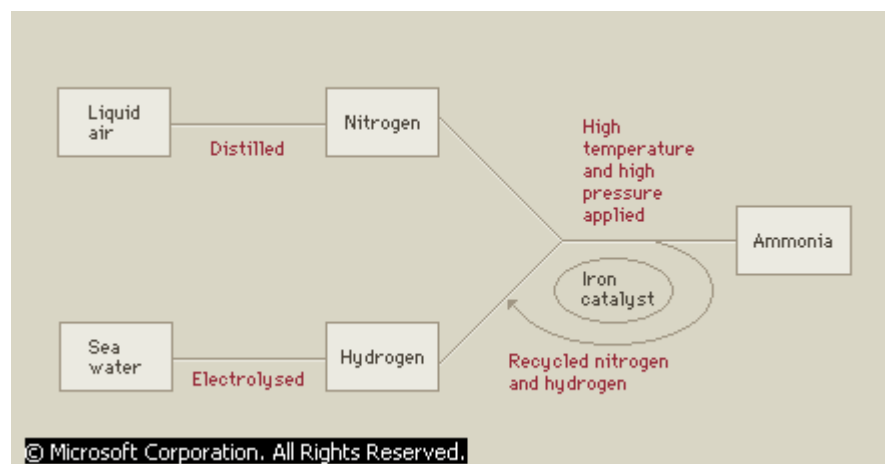 Liquid
air
Distilled
Nitrogen
High
temperature
and high
pressure
applied
Ammonia
Iron
catalyst
Sea
water
Electrolysed
Hydrogen
Recycled nitrogen
and hydrogen
© Microsoft Corporation. All Rights Reserved.